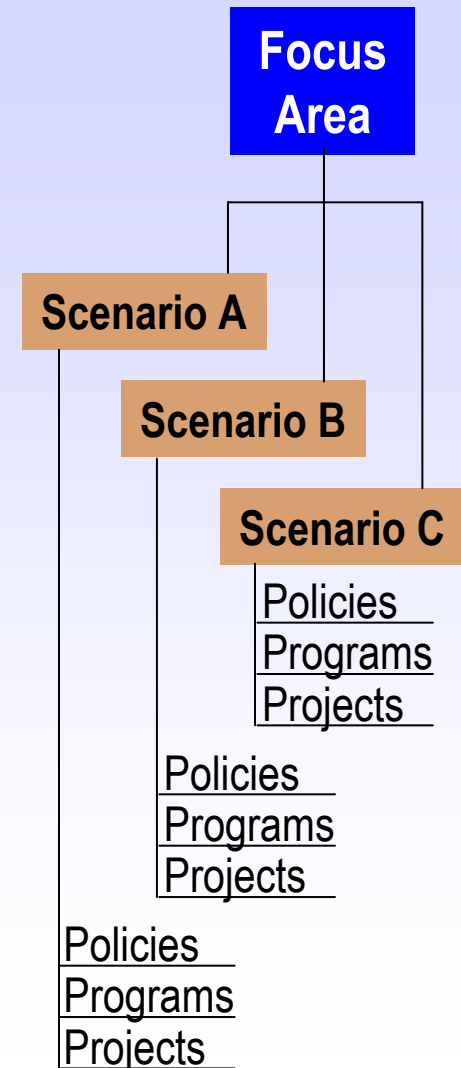 Focus
Area
Scenario A
Scenario B
Scenario C
Policies
Programs
Projects
Policies
Programs
Projects
Policies
Programs
Projects